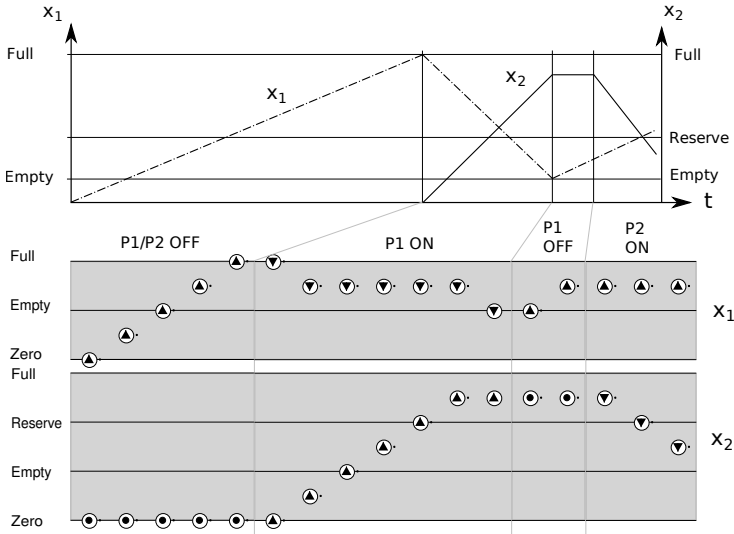 x1 x2
Full Full
x1 x2
Reserve
Empty Empty
t
P1/P2 OFF P1 ON P1 OFF P2 ON
Full
Empty
x1
Zero
Full
Reserve
x2
Empty
Zero